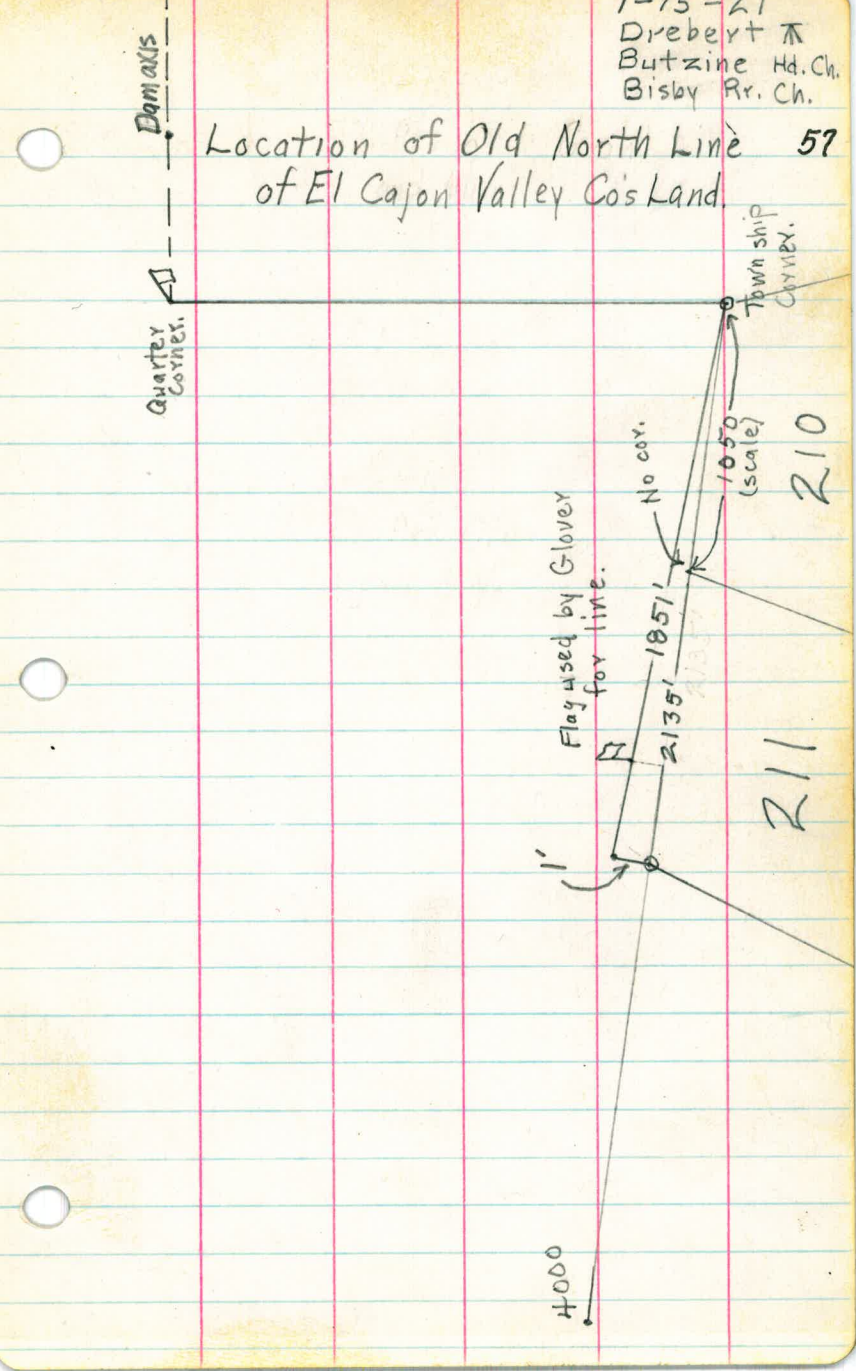 Drebert
Butzine Hd. Ch.
Bisby Rr. Ch.
57
Location of Old North Line
of El Cajon Valley Co's Land.
Dam axis
Township
Corner.
Quarter
Corner.
1050
(scale)
210
No cor.
Flag used by Glover
for line.
1851'
2135'
211
1'
4000